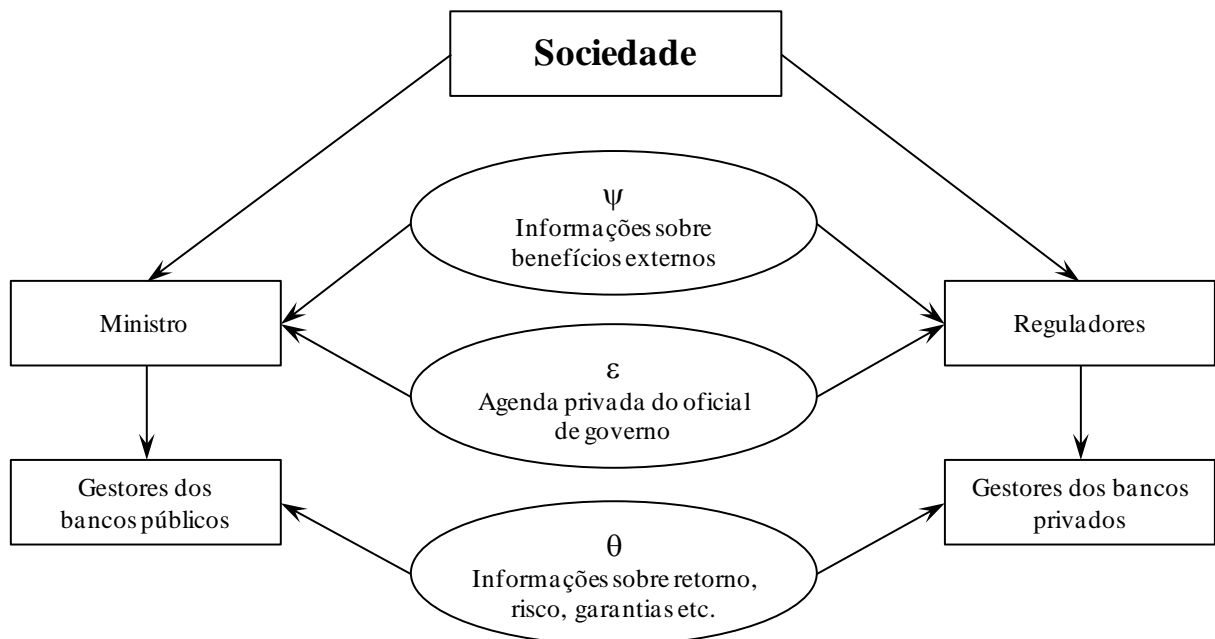 Sociedade
ψ
Informações sobre
benefícios externos
Ministro
Reguladores
ε
Agenda privada do oficial
de governo
Gestores dos
bancos públicos
Gestores dos bancos
privados
θ
Informações sobre retorno,
risco, garantias etc.